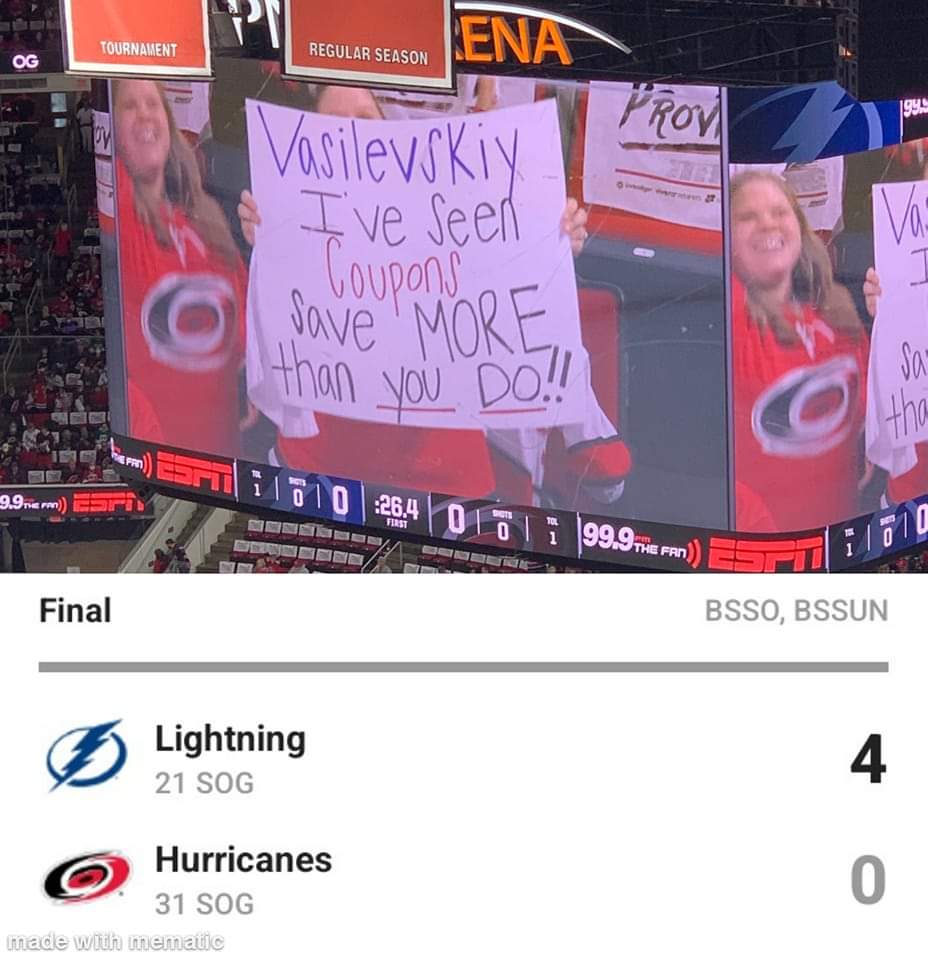 OG
TOURNAMENT
REGULAR SEASON
ENA
Vasilevskiy
I've Seen
Coupons
Save MORE
than you DO!!
PROVI
Va
I
Sa
tha
THE FAN
ESPN
TOL
1
SHOTS
0
0
:26.4
FIRST
0
SHOTS
0
TOL
1
99.9 FM THE FAN
ESPN
TOL
1
SHOTS
0
0
9.9 THE FAN
ESPN
Final
BSSO, BSSUN
Lightning
4
21 SOG
Hurricanes
0
31 SOG
made with mematic